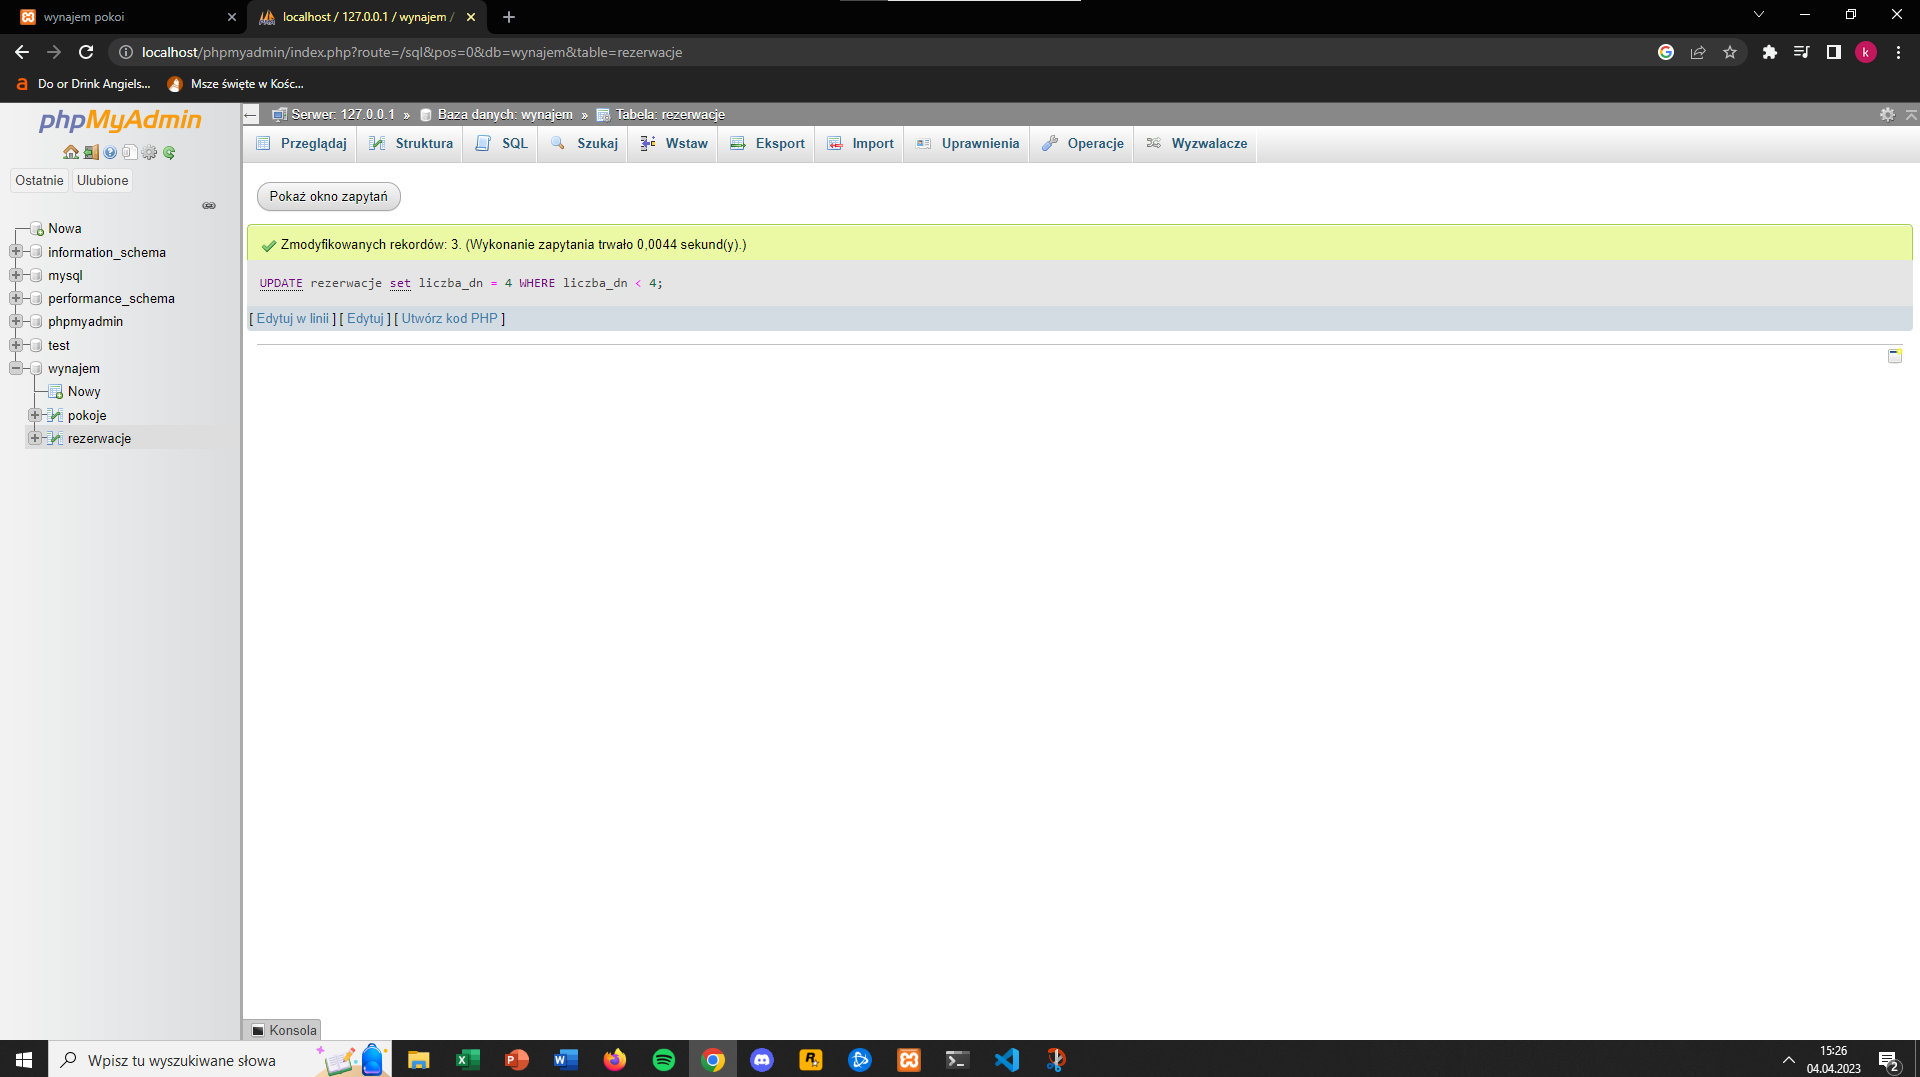 wynajem pokoi
localhost / 127.0.0.1 / wynajem /
localhost/phpmyadmin/index.php?route=/sql&pos=0&db=wynajem&table=rezerwacje
k
Do or Drink Angiels...
Msze święte w Kośc...
phpMyAdmin
Ostatnie
Ulubione
Nowa
information_schema
mysql
performance_schema
phpmyadmin
test
wynajem
Nowy
pokoje
rezerwacje
Serwer: 127.0.0.1 » Baza danych: wynajem » Tabela: rezerwacje
Przeglądaj
Struktura
SQL
Szukaj
Wstaw
Eksport
Import
Uprawnienia
Operacje
Wyzwalacze
Pokaż okno zapytań
Zmodyfikowanych rekordów: 3. (Wykonanie zapytania trwało 0,0044 sekund(y).)
UPDATE rezerwacje set liczba_dn = 4 WHERE liczba_dn < 4;
[ Edytuj w linii ] [ Edytuj ] [ Utwórz kod PHP ]
Konsola
Wpisz tu wyszukiwane słowa
15:26
04.04.2023
2